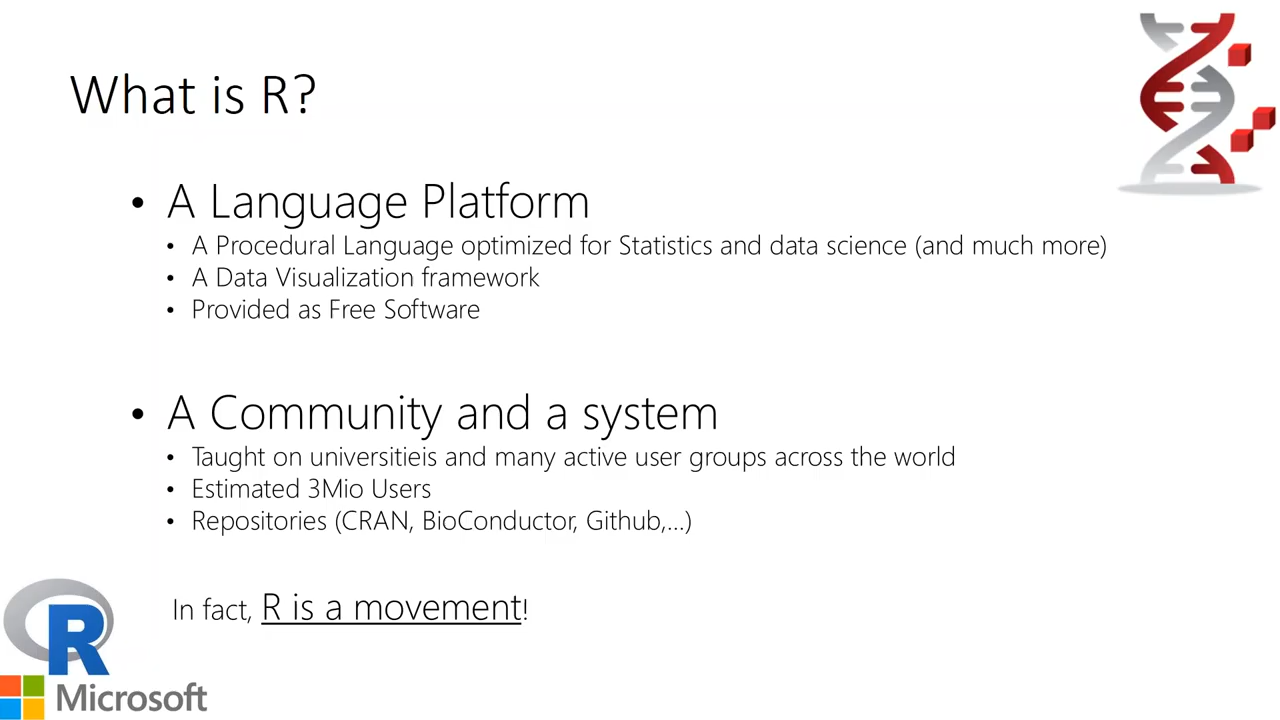 What is R?
• A Language Platform
• A Procedural Language optimized for Statistics and data science (and much more)
• A Data Visualization framework
• Provided as Free Software
• A Community and a system
• Taught on universitieis and many active user groups across the world
• Estimated 3Mio Users
• Repositories (CRAN, BioConductor, Github,...)
In fact, R is a movement!
R
Microsoft